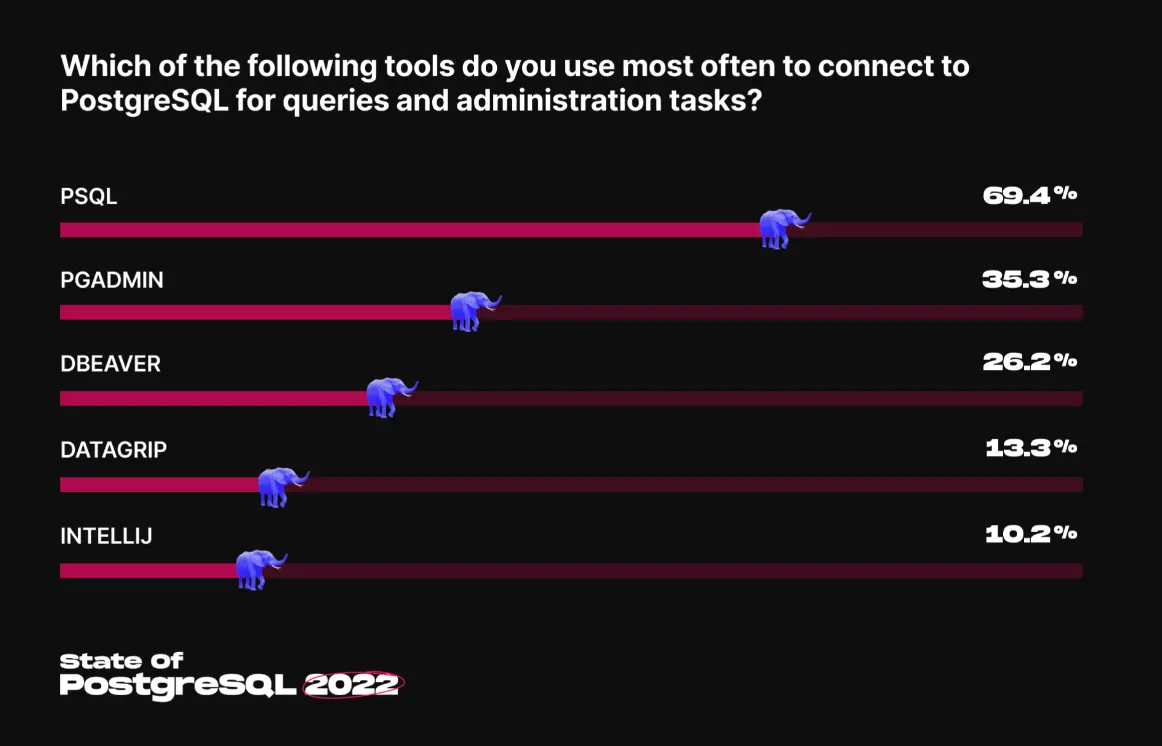 Which of the following tools do you use most often to connect to
PostgreSQL for queries and administration tasks?
PSQL 69.4%
PGADMIN 35.3%
DBEAVER 26.2%
DATAGRIP 13.3%
INTELLIJ 10.2%
State Of
PostgreSQL 2022